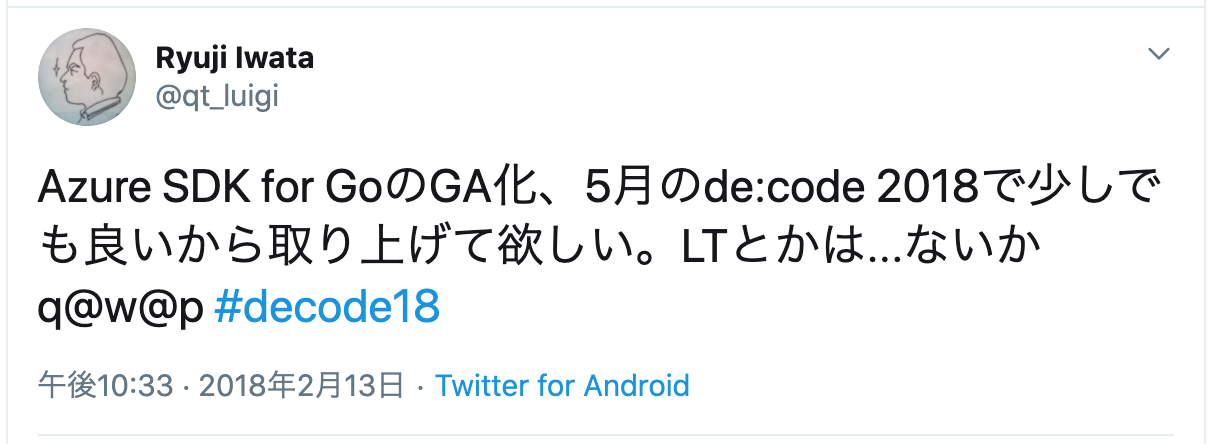 Ryuji Iwata
@qt_luigi
Azure SDK for GoのGA化、5月のde:code 2018で少しで
も良いから取り上げて欲しい。LTとかは...ないか
q@w@p #decode18
午後10:33 · 2018年2月13日 · Twitter for Android